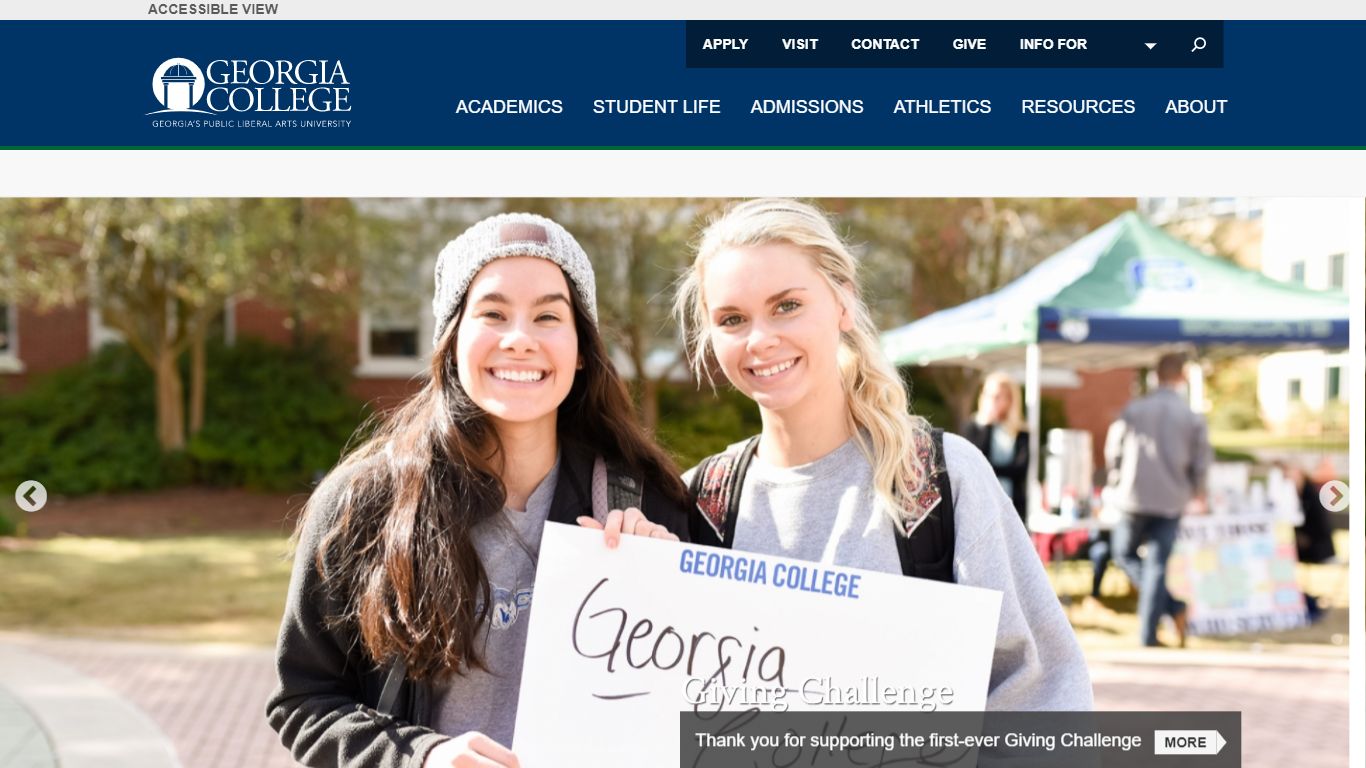 ACCESSIBLE VIEW
APPLY VISIT CONTACT GIVE INFO FOR
GEORGIA
COLLEGE
GEORGIA'S PUBLIC LIBERAL ARTS UNIVERSITY
ACADEMICS STUDENT LIFE ADMISSIONS ATHLETICS RESOURCES ABOUT
GEORGIA COLLEGE
Georgia
Giving Challenge
Thank you for supporting the first-ever Giving Challenge MORE